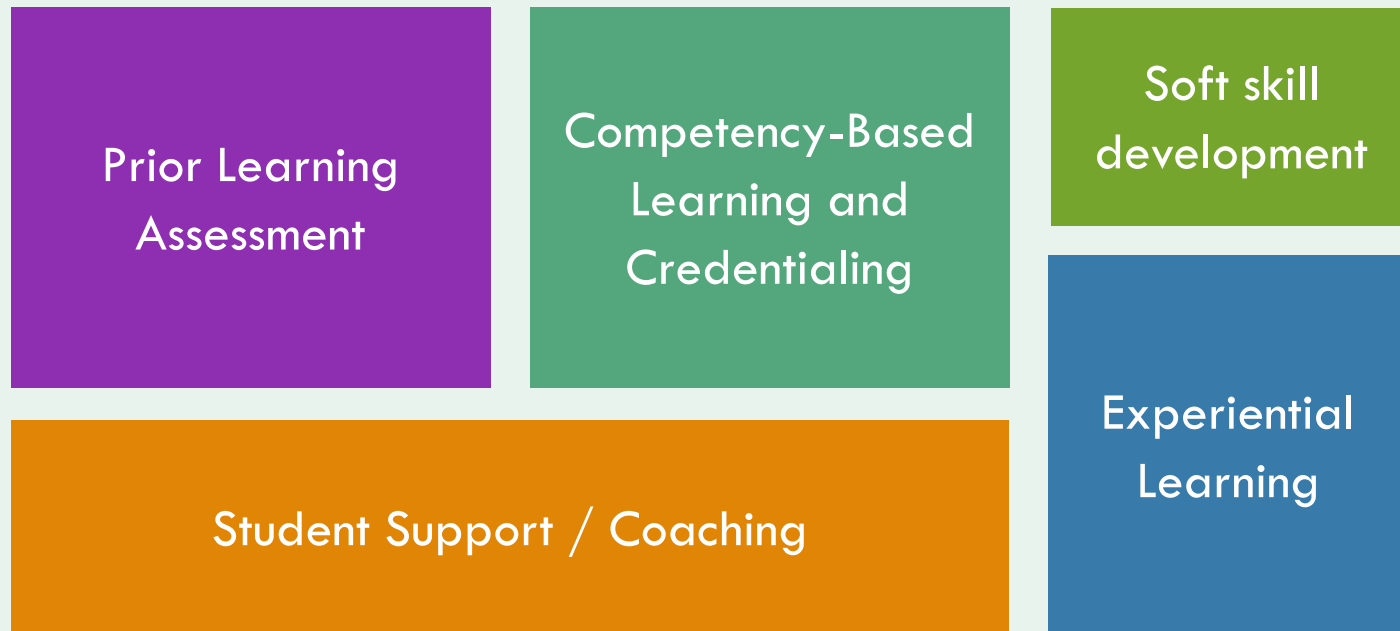 Prior Learning
Assessment
Competency-Based
Learning and
Credentialing
Soft skill
development
Student Support / Coaching
Experiential
Learning